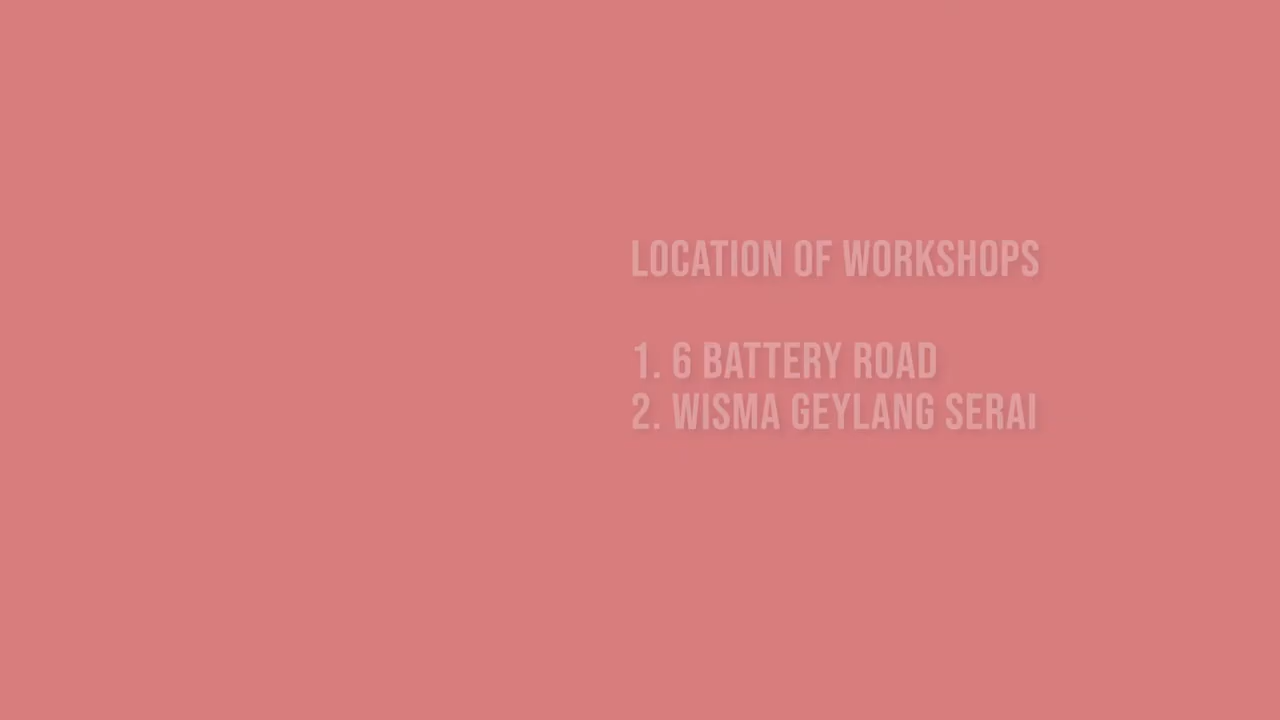 LOCATION OF WORKSHOPS
1. 6 BATTERY ROAD
2. WISMA GEYLANG SERAI